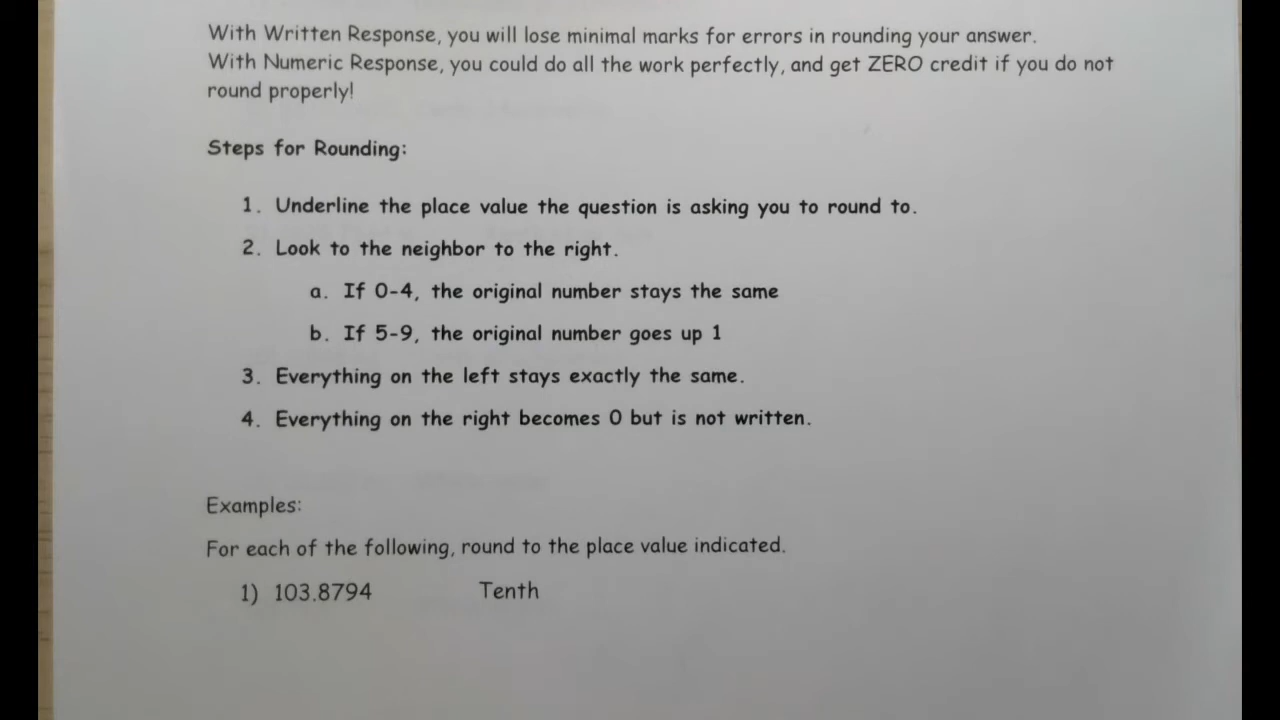 With Written Response, you will lose minimal marks for errors in rounding your answer.
With Numeric Response, you could do all the work perfectly, and get ZERO credit if you do not
round properly!
Steps for Rounding:
1. Underline the place value the question is asking you to round to.
2. Look to the neighbor to the right.
a. If 0-4, the original number stays the same
b. If 5-9, the original number goes up 1
3. Everything on the left stays exactly the same.
4. Everything on the right becomes 0 but is not written.
Examples:
For each of the following, round to the place value indicated.
1) 103.8794 Tenth